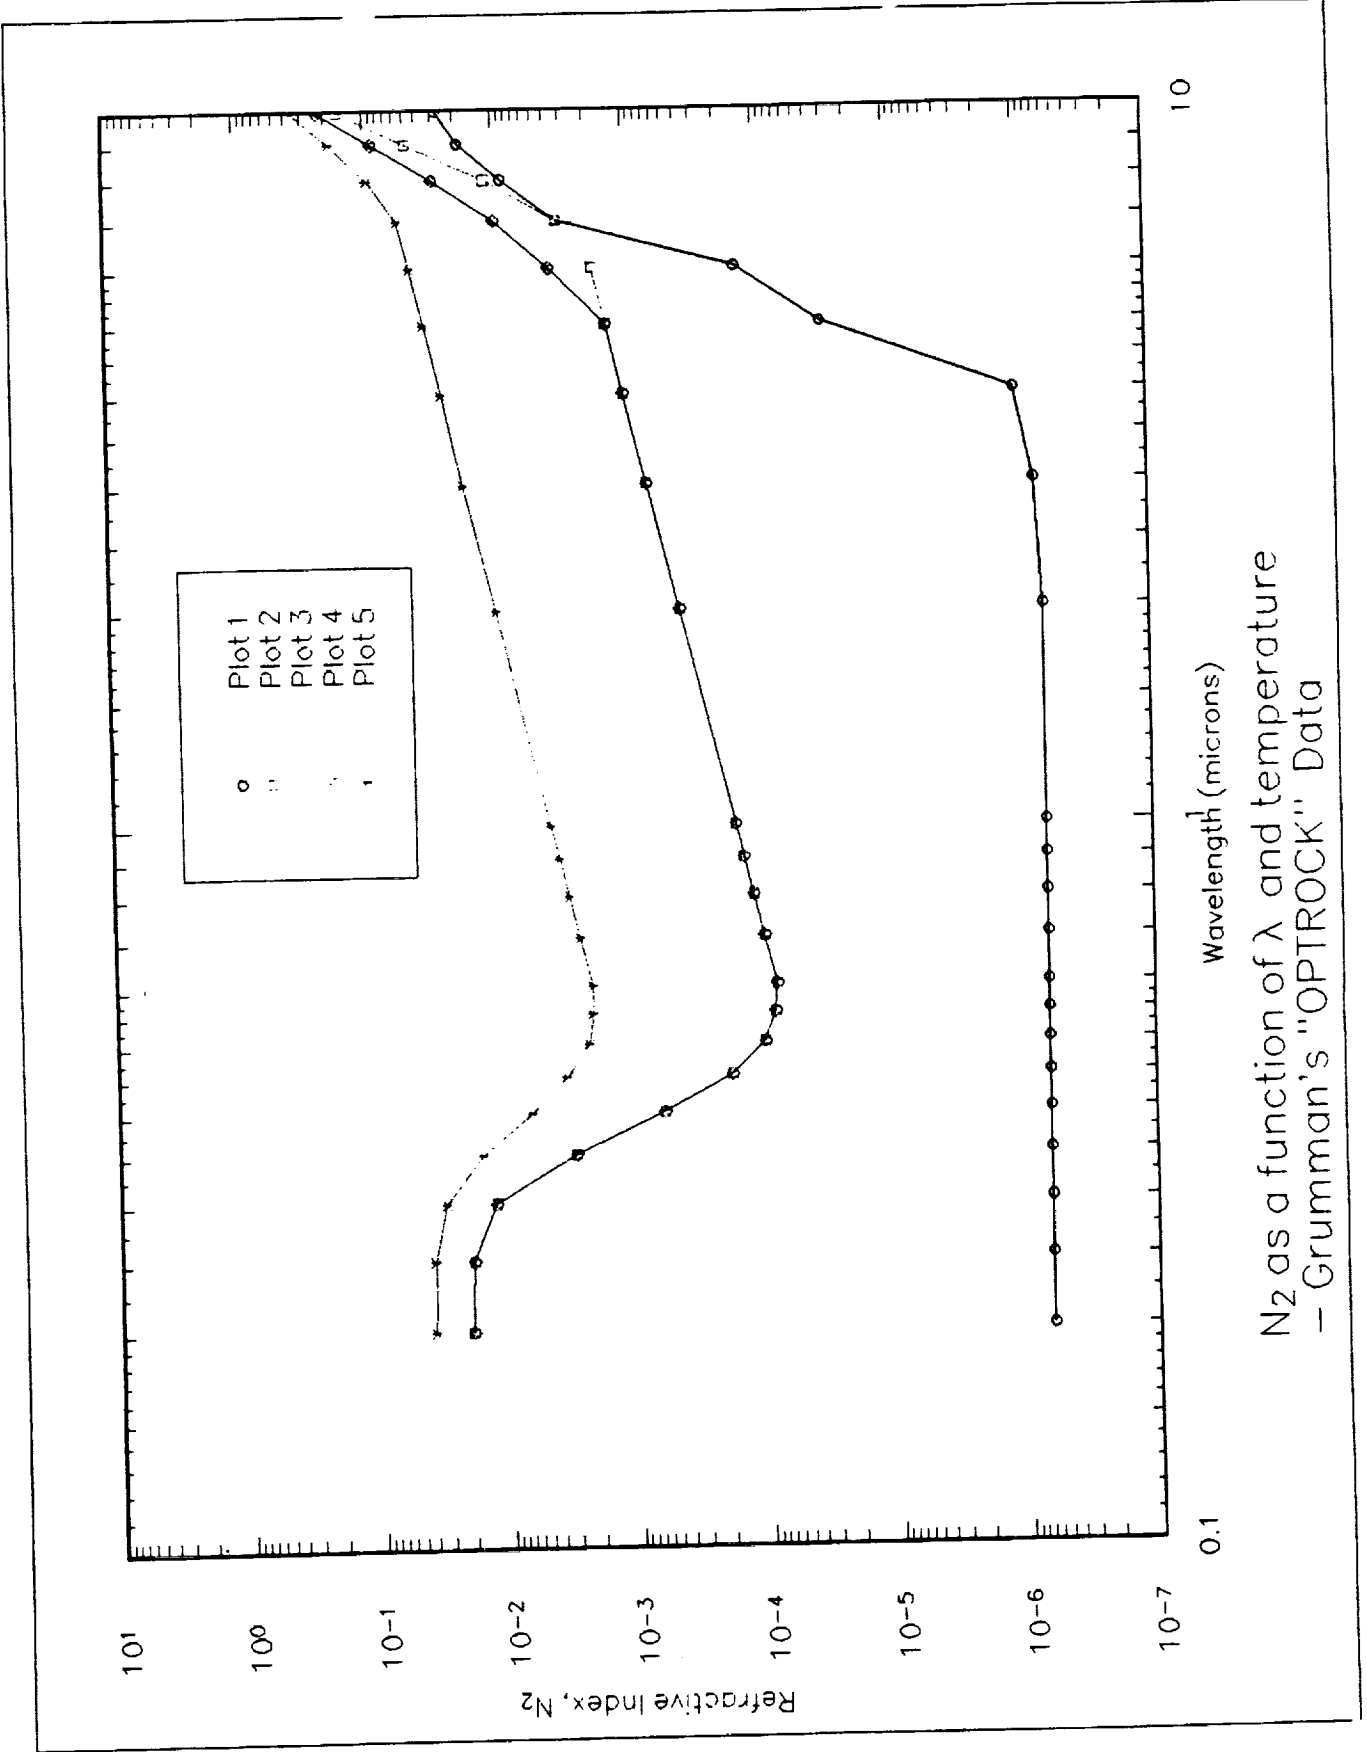 10¹
10⁰
10⁻¹
10⁻²
10⁻³
10⁻⁴
10⁻⁵
10⁻⁶
10⁻⁷
Refractive Index, N₂
Plot 1
Plot 2
Plot 3
Plot 4
Plot 5
0.1
1
10
Wavelength (microns)
N₂ as a function of λ and temperature
– Grumman's "OPTROCK" Data